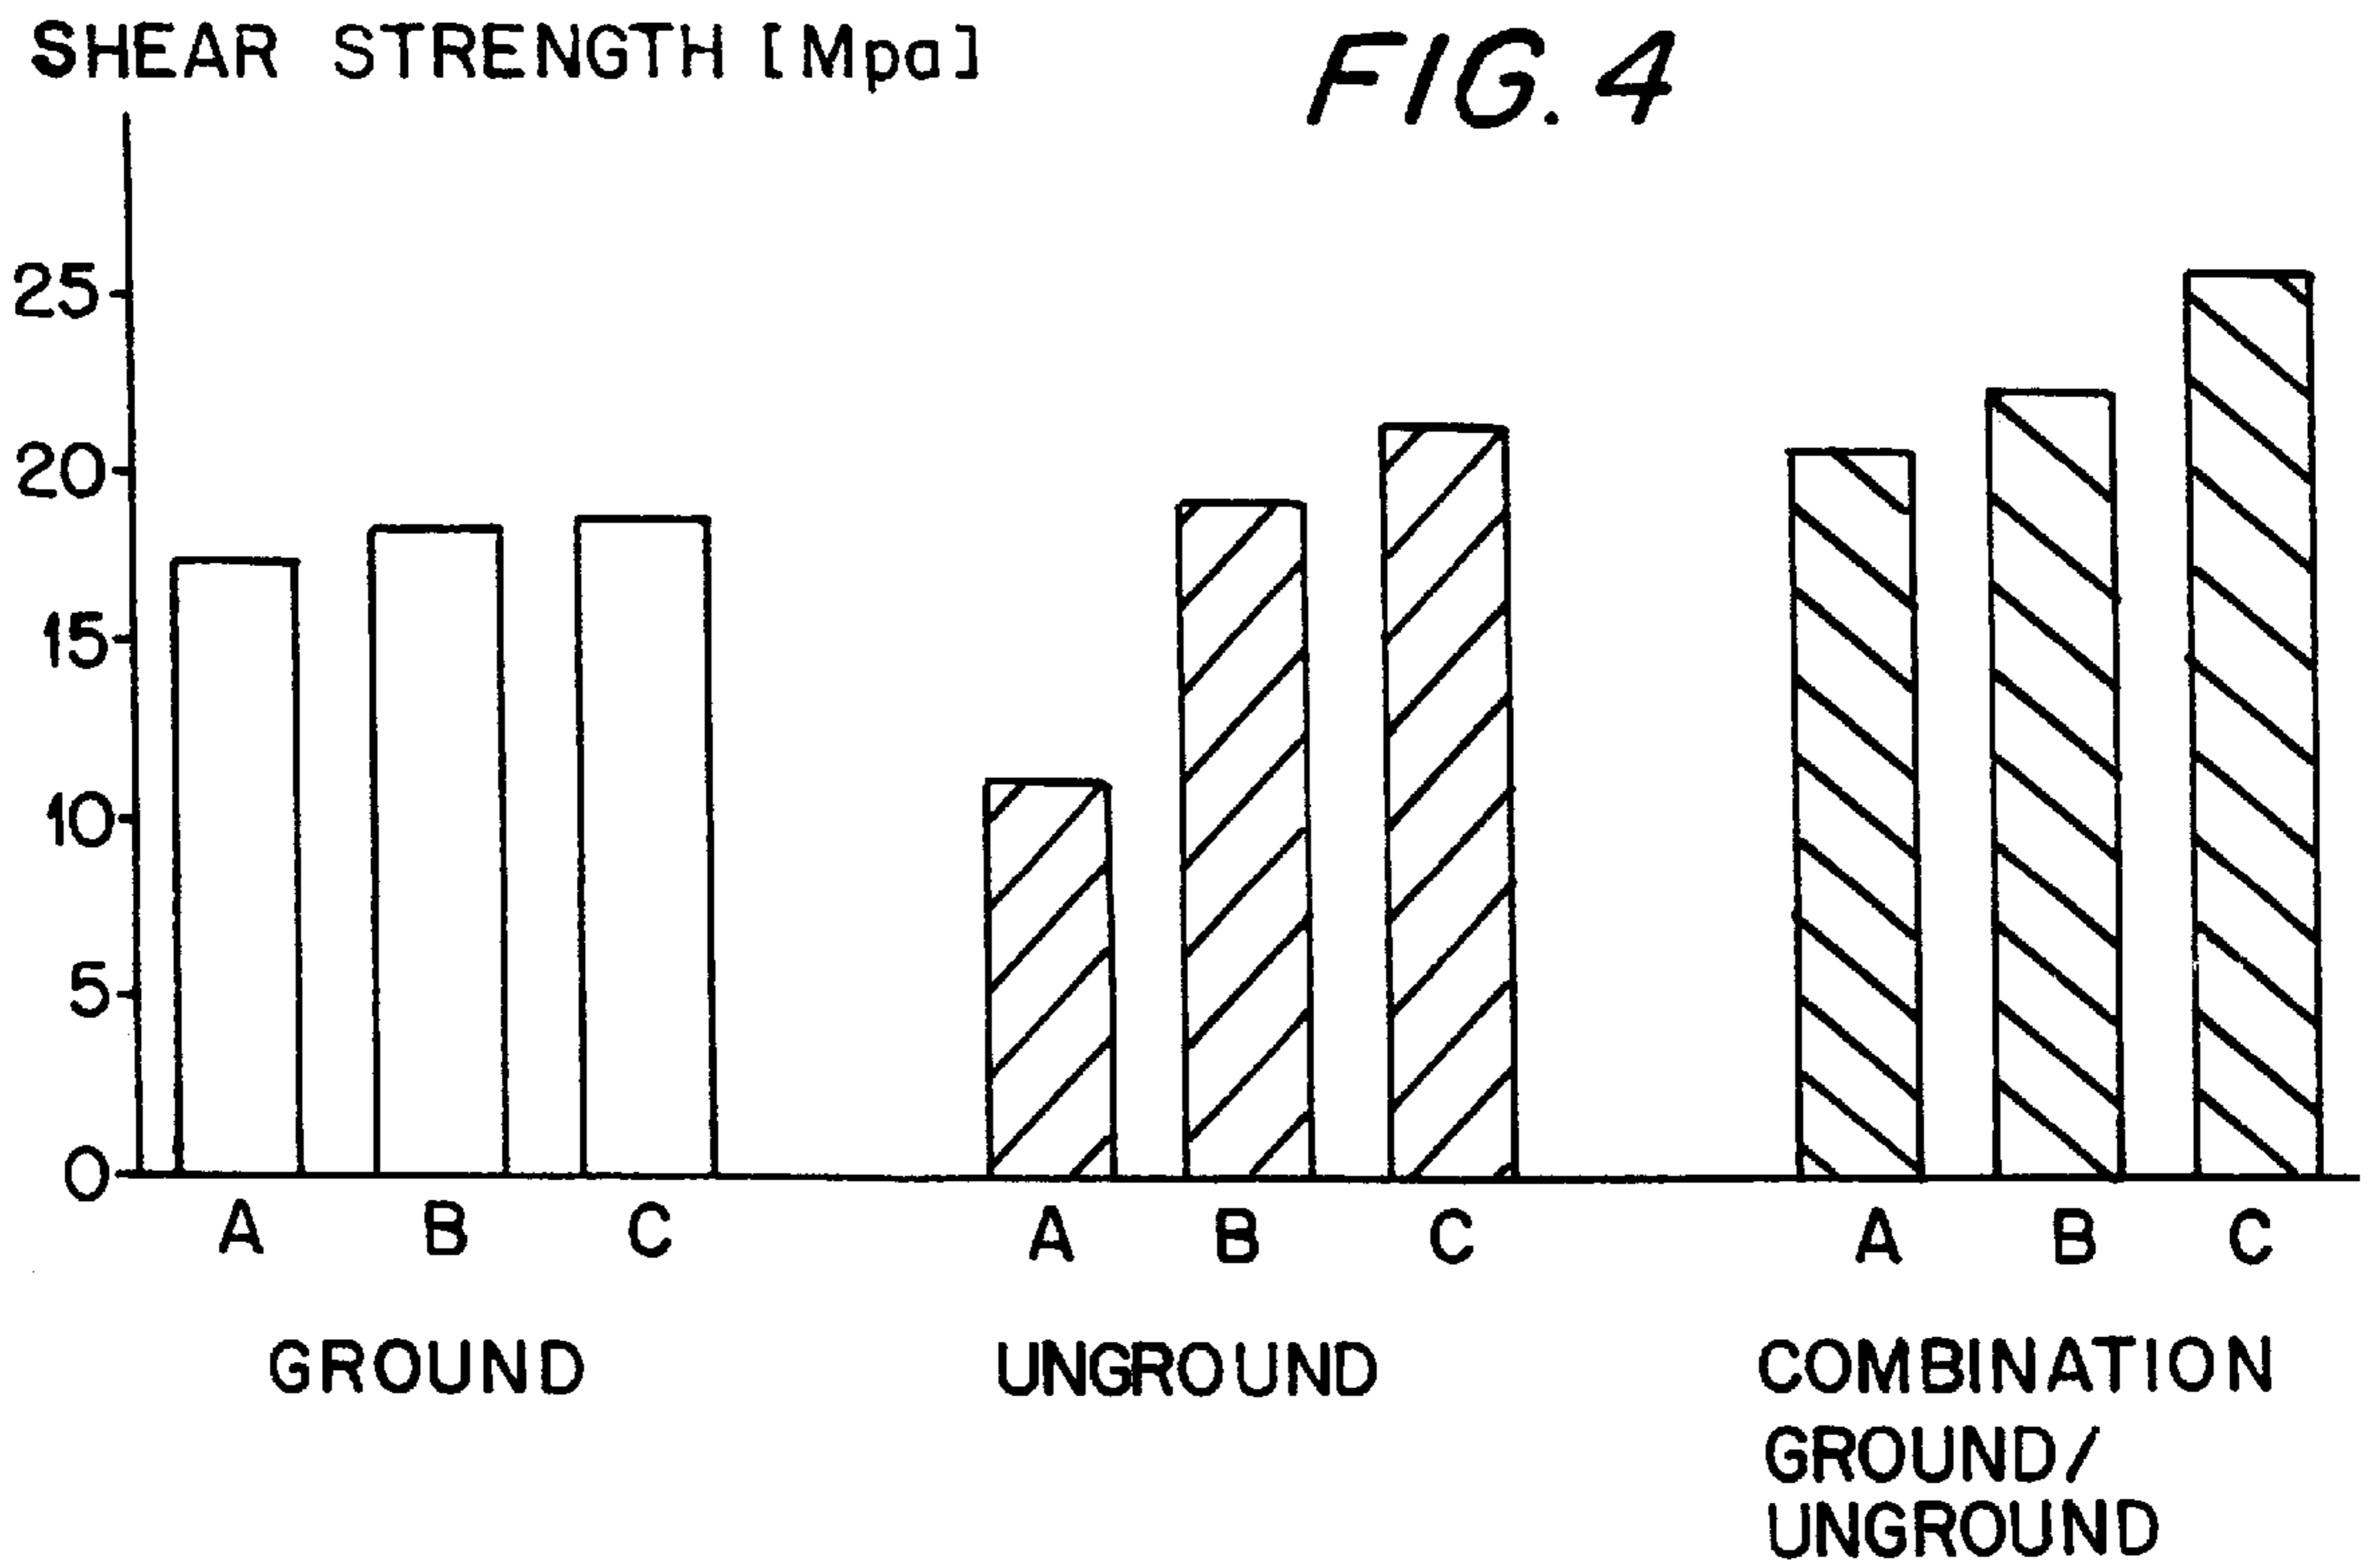 SHEAR STRENGTH [Mpa]
FIG. 4
25
20
15
10
5
0
A B C A B C A B C
GROUND UNGROUND COMBINATION
GROUND/
UNGROUND